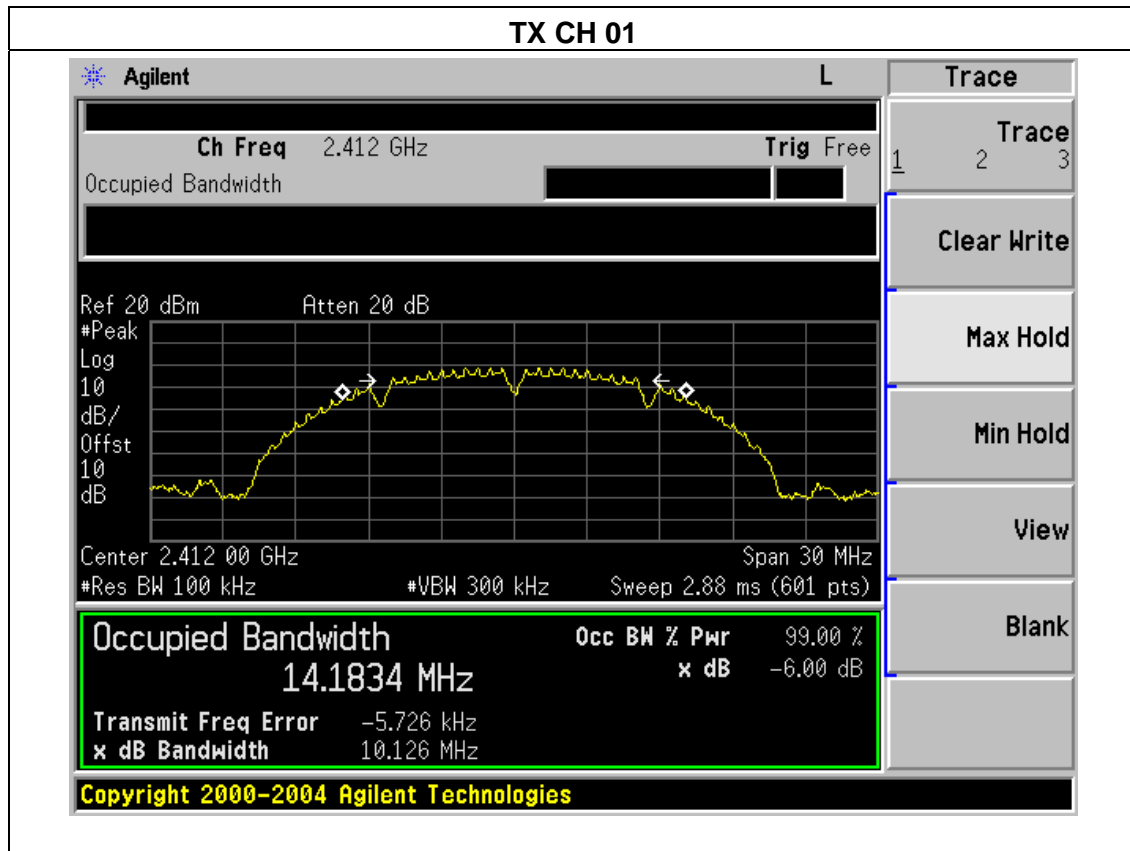 TX CH 01
Agilent L Trace
Ch Freq 2.412 GHz Trig Free
Occupied Bandwidth
Trace
1 2 3
Clear Write
Max Hold
Min Hold
View
Blank
Ref 20 dBm Atten 20 dB
#Peak
Log
10
dB/
Offst
10
dB
Center 2.412 00 GHz Span 30 MHz
#Res BW 100 kHz #VBW 300 kHz Sweep 2.88 ms (601 pts)
Occupied Bandwidth Occ BW % Pwr 99.00 %
14.1834 MHz x dB -6.00 dB
Transmit Freq Error -5.726 kHz
x dB Bandwidth 10.126 MHz
Copyright 2000-2004 Agilent Technologies